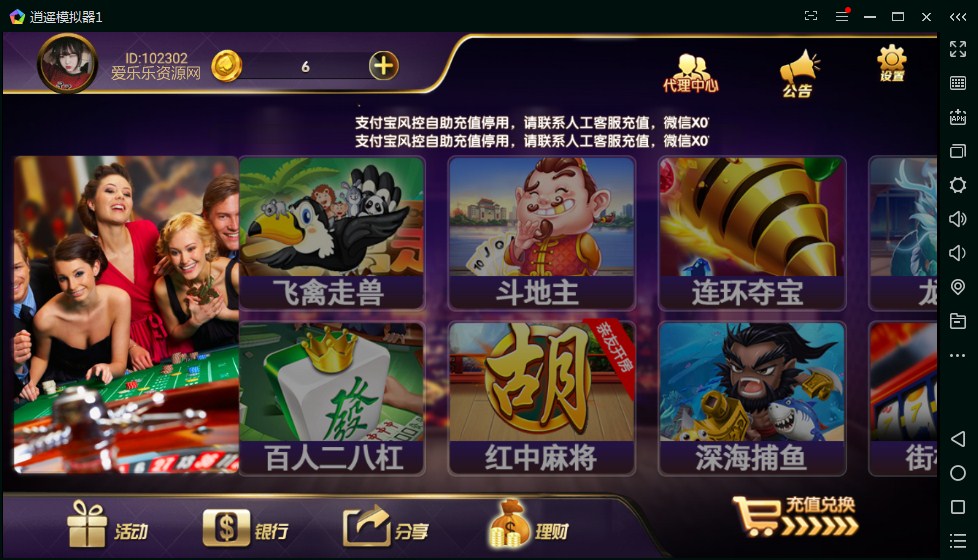 逍遥模拟器1
ID:102302
爱乐乐资源网
6
代理中心
公告
设置
支付宝风控自助充值停用，请联系人工客服充值，微信X0
支付宝风控自助充值停用，请联系人工客服充值，微信X0
飞禽走兽
斗地主
连环夺宝
龙
發
胡
亲友开房
百人二八杠
红中麻将
深海捕鱼
街
活动
$
银行
分享
理财
充值兑换
APK